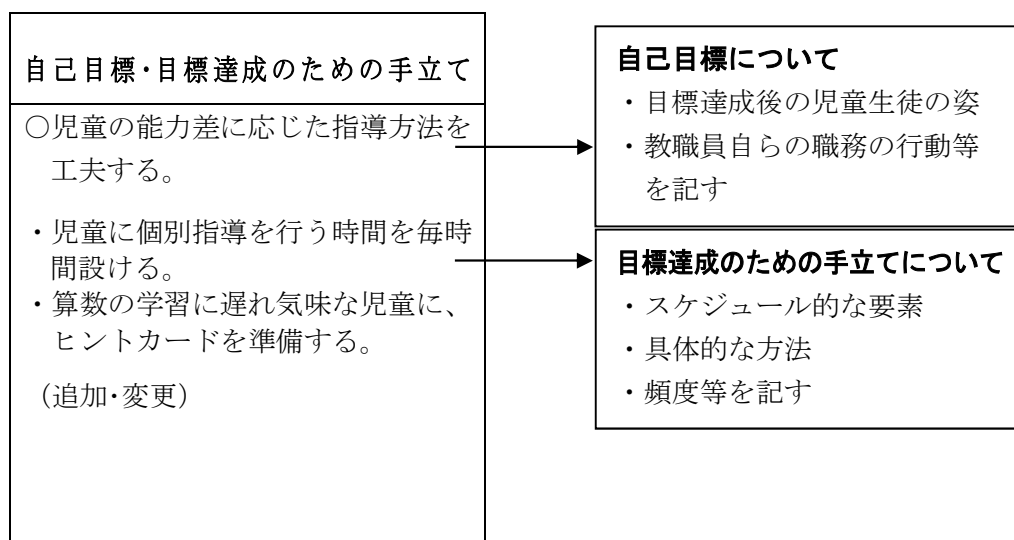 自己目標･目標達成のための手立て
○児童の能力差に応じた指導方法を
工夫する。
・児童に個別指導を行う時間を毎時
間設ける。
・算数の学習に遅れ気味な児童に、
ヒントカードを準備する。
（追加･変更）
自己目標について
・目標達成後の児童生徒の姿
・教職員自らの職務の行動等
を記す
目標達成のための手立てについて
・スケジュール的な要素
・具体的な方法
・頻度等を記す